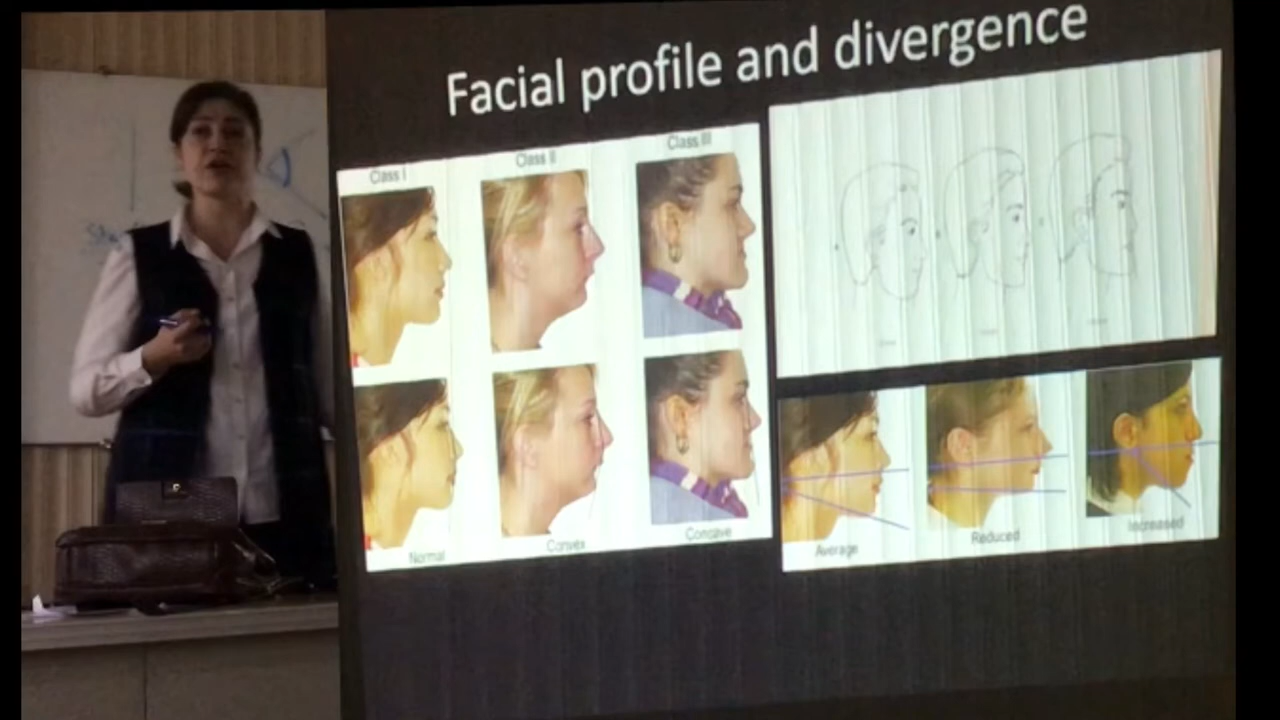 Facial profile and divergence
Class I
Class II
Class III
Normal
Convex
Concave
Average
Reduced
Increased